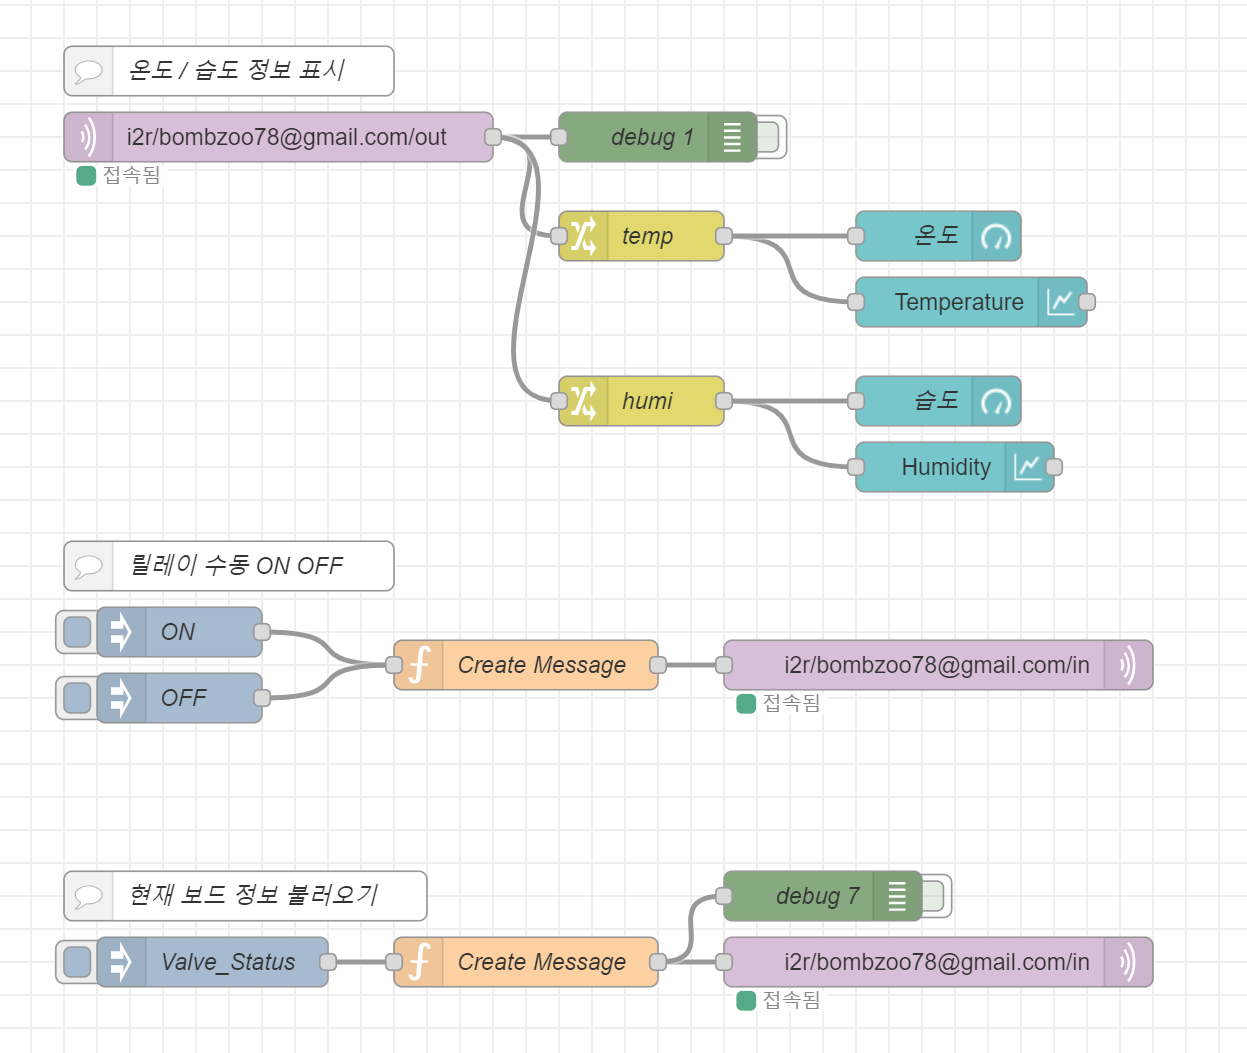 온도 / 습도 정보 표시
i2r/bombzoo78@gmail.com/out
debug 1
접속됨
temp
온도
Temperature
humi
습도
Humidity
릴레이 수동 ON OFF
ON
Create Message
i2r/bombzoo78@gmail.com/in
OFF
접속됨
현재 보드 정보 불러오기
debug 7
Valve_Status
Create Message
i2r/bombzoo78@gmail.com/in
접속됨